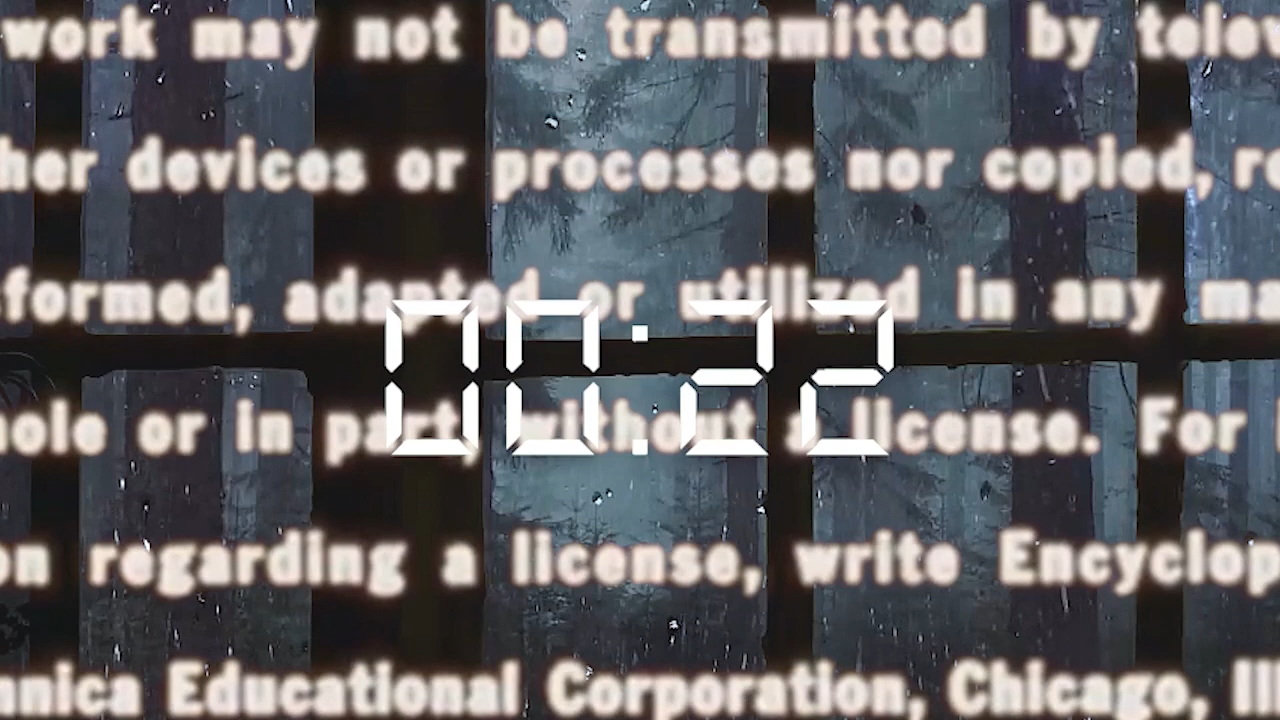 work may not be transmitted by telev
her devices or processes nor copied, re
formed, adapted or utilized in any ma
00:22
hole or in part, without a license. For
on regarding a license, write Encyclop
nnica Educational Corporation, Chicago, Ill